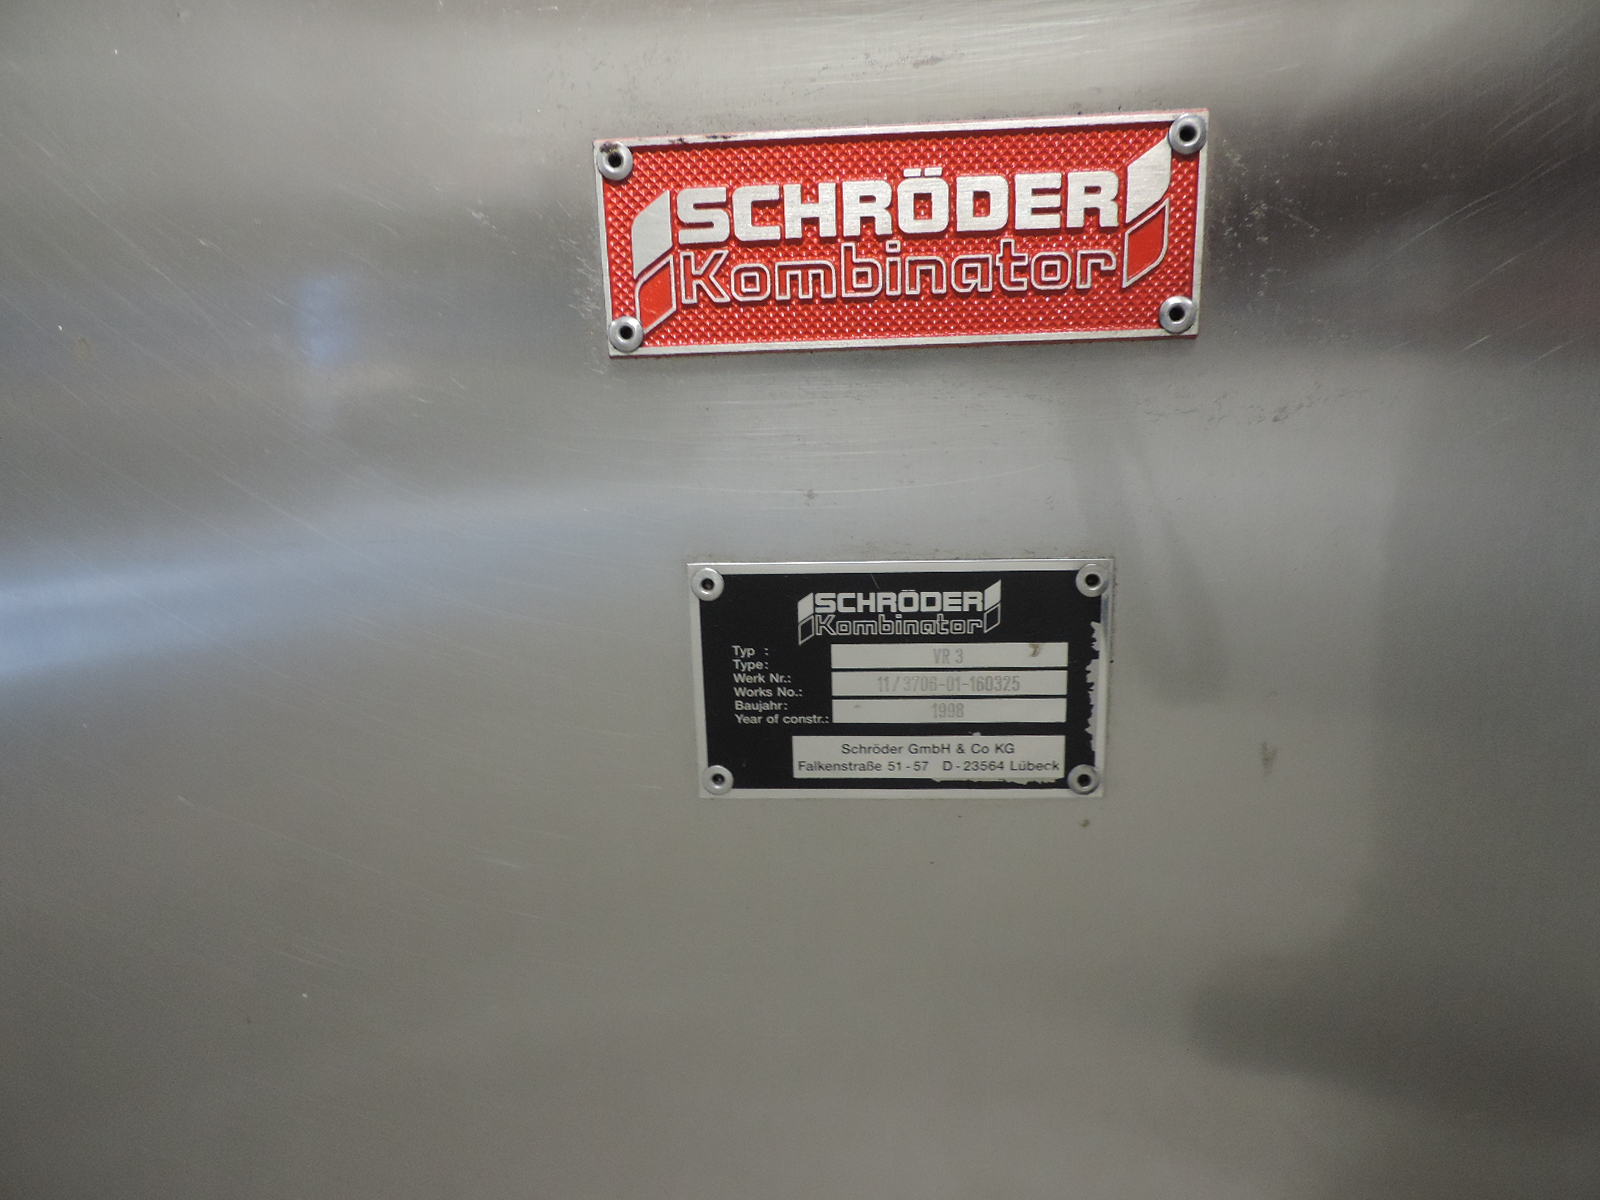 SCHRÖDER
Kombinator
SCHRÖDER
Kombinator
Typ :
Type: VR 3
Werk Nr.:
Works No.: 11/3706-01-160325
Baujahr:
Year of constr.: 1998
Schröder GmbH & Co KG
Falkenstraße 51-57 D-23564 Lübeck